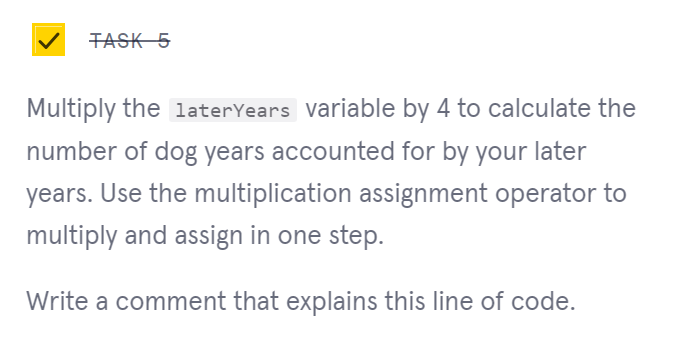 TASK 5
Multiply the laterYears variable by 4 to calculate the
number of dog years accounted for by your later
years. Use the multiplication assignment operator to
multiply and assign in one step.
Write a comment that explains this line of code.